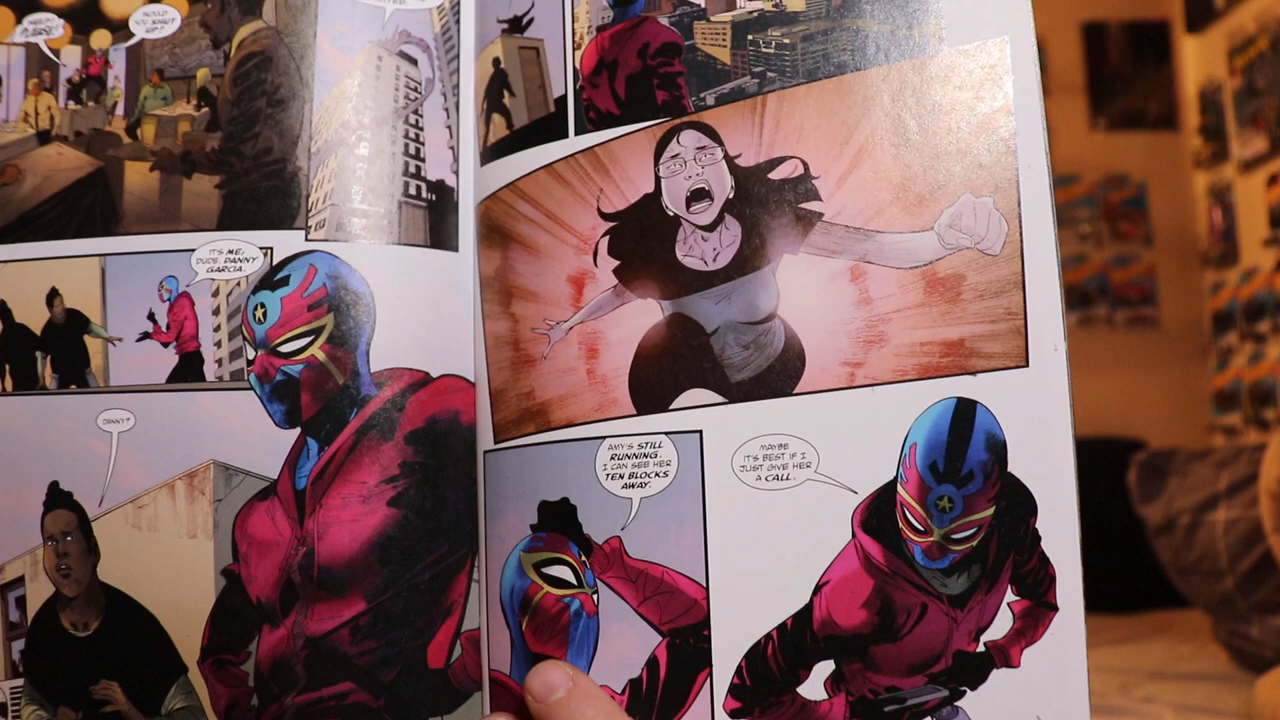 WOULD
YOU SHUT
UP?
IT'S ME,
DUDE. DANNY
GARCIA.
DANNY?
AMY'S STILL
RUNNING.
I CAN SEE HER
TEN BLOCKS
AWAY.
MAYBE
IT'S BEST IF I
JUST GIVE HER
A CALL.